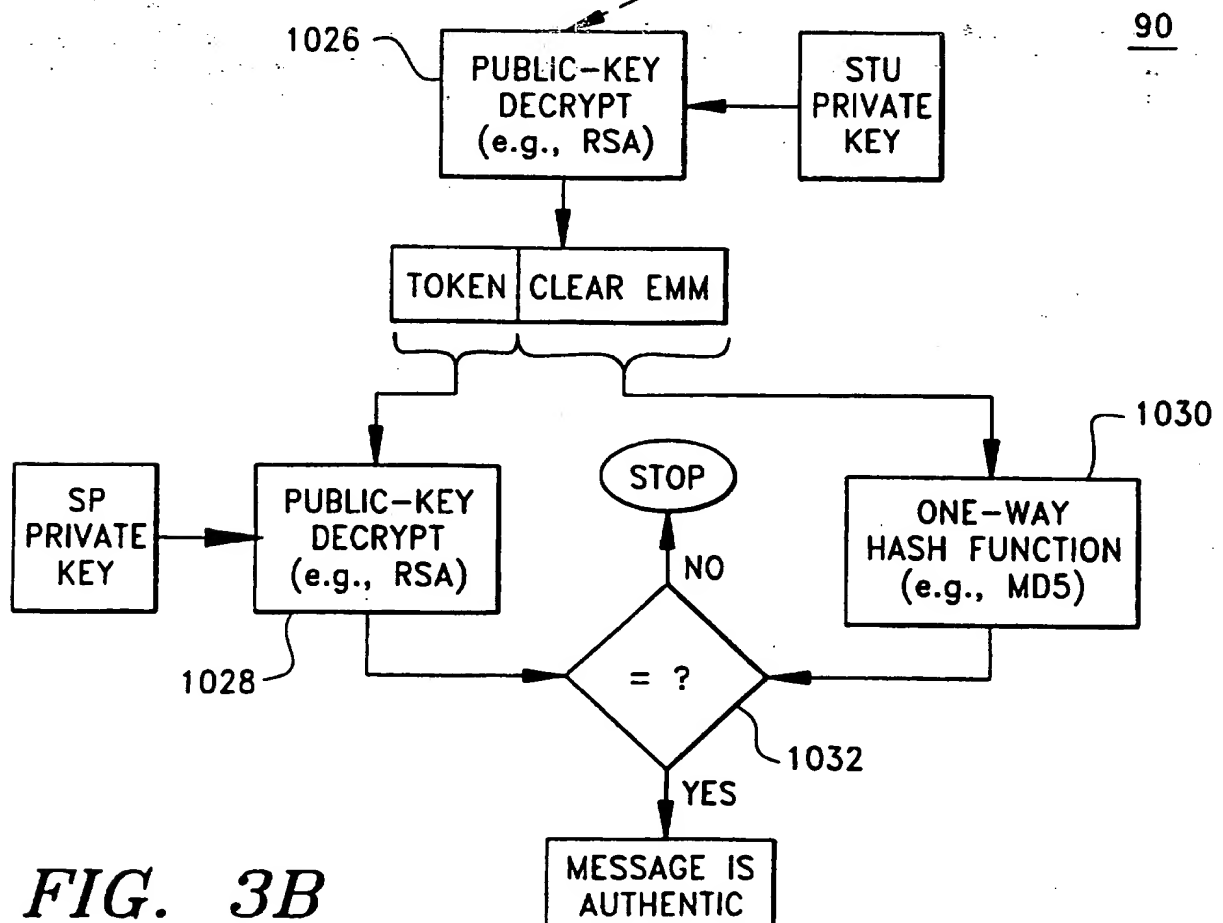 90
1026
PUBLIC-KEY
DECRYPT
(e.g., RSA)
STU
PRIVATE
KEY
TOKEN
CLEAR EMM
1030
SP
PRIVATE
KEY
PUBLIC-KEY
DECRYPT
(e.g., RSA)
STOP
ONE-WAY
HASH FUNCTION
(e.g., MD5)
NO
1028
= ?
1032
YES
MESSAGE IS
AUTHENTIC
FIG. 3B